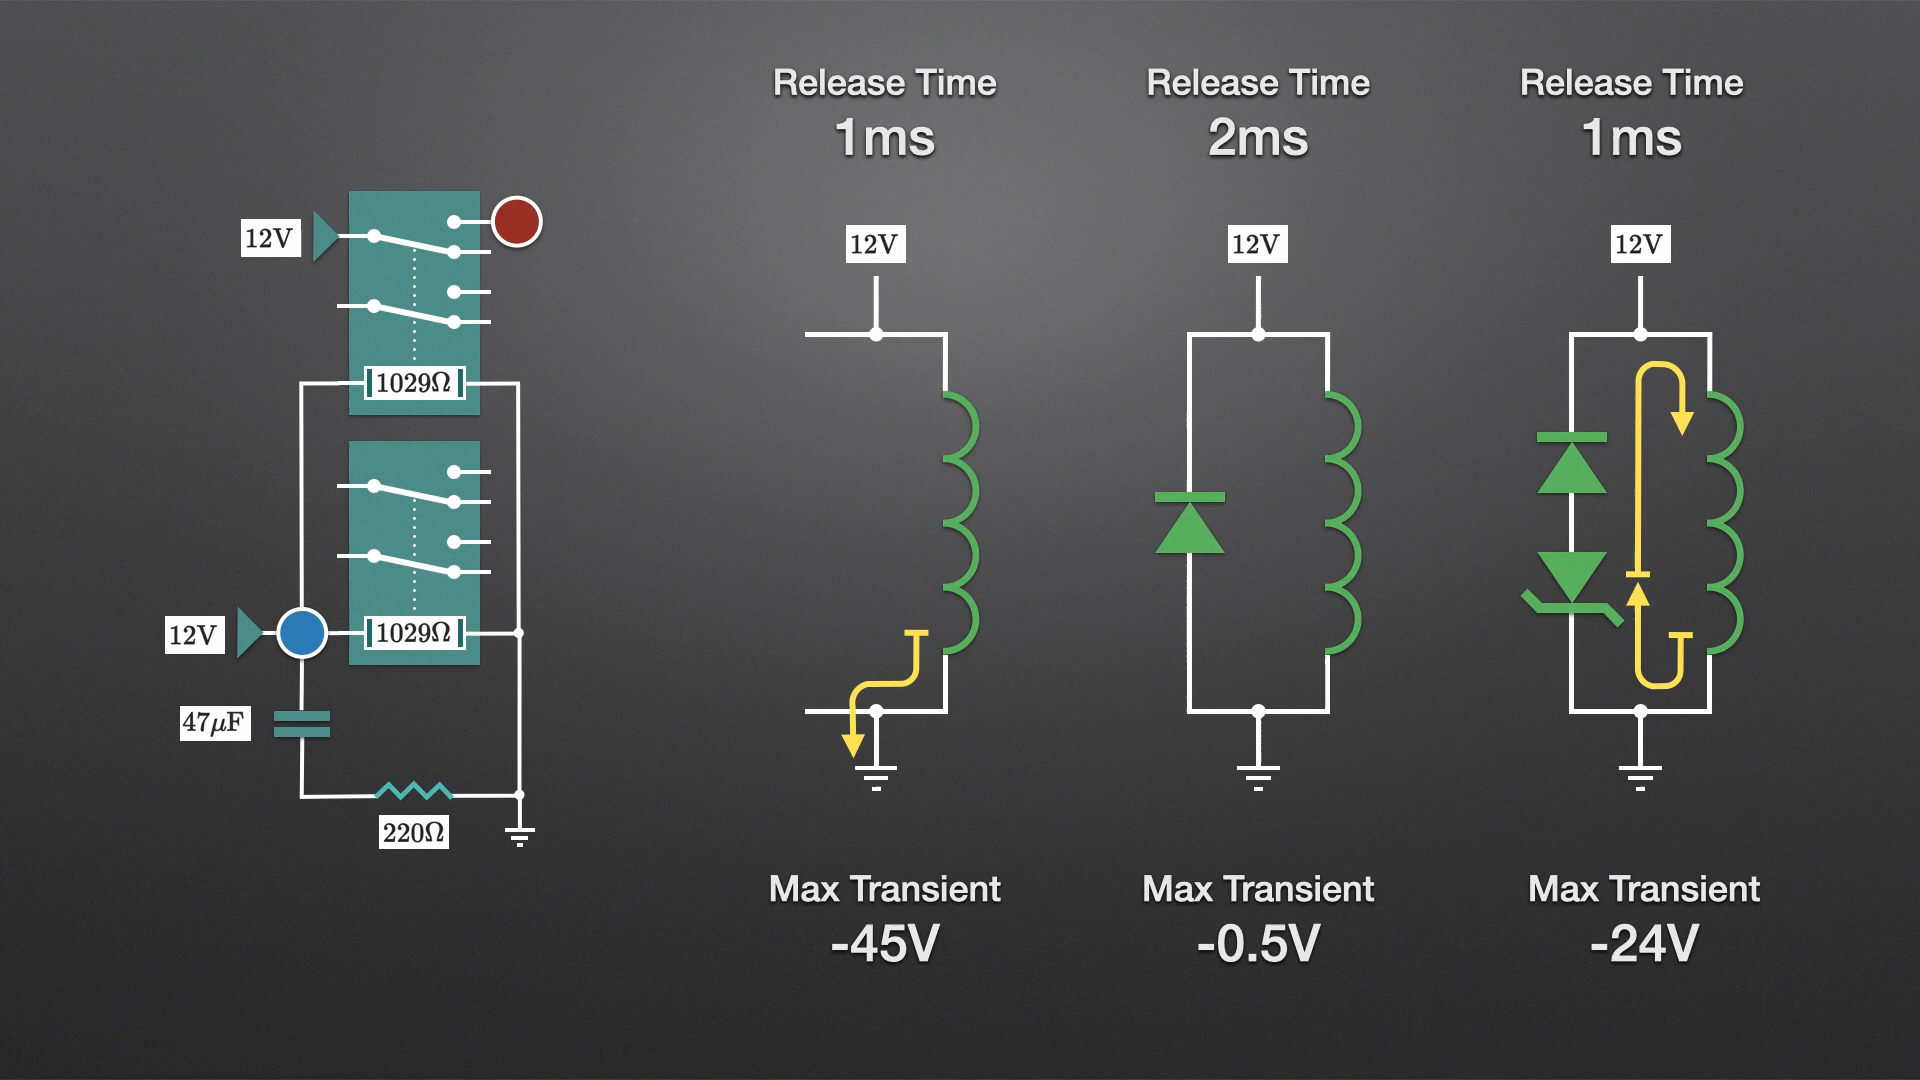 Release Time
1ms
Release Time
2ms
Release Time
1ms
12V
12V
12V
12V
1029Ω
12V
1029Ω
47μF
220Ω
Max Transient
-45V
Max Transient
-0.5V
Max Transient
-24V